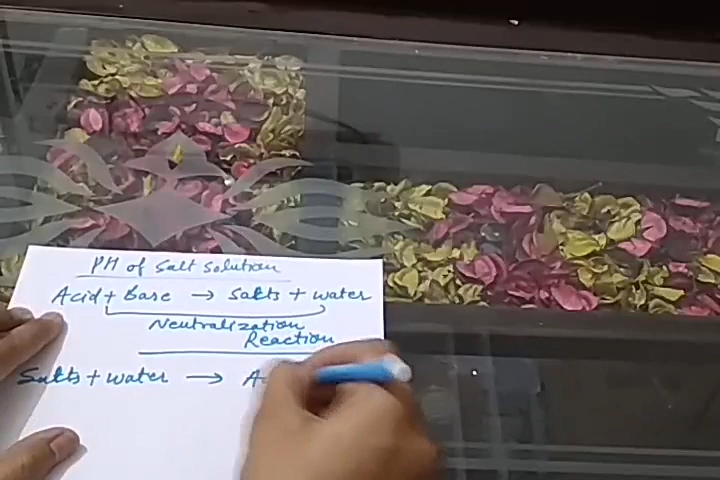 PH of Salt Solution
Acid + Base → Salts + water
Neutralization
Reaction
Salts + water → A